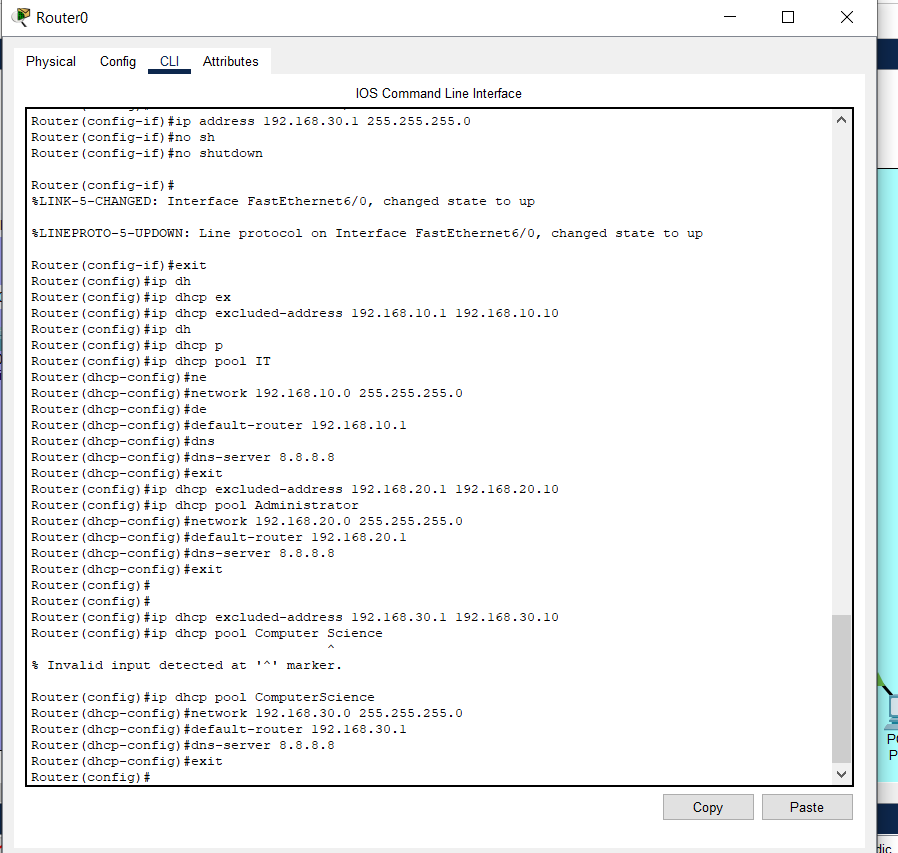 Router0
Physical Config CLI Attributes
IOS Command Line Interface
Router(config-if)#ip address 192.168.30.1 255.255.255.0
Router(config-if)#no sh
Router(config-if)#no shutdown
Router(config-if)#
%LINK-5-CHANGED: Interface FastEthernet6/0, changed state to up
%LINEPROTO-5-UPDOWN: Line protocol on Interface FastEthernet6/0, changed state to up
Router(config-if)#exit
Router(config)#ip dh
Router(config)#ip dhcp ex
Router(config)#ip dhcp excluded-address 192.168.10.1 192.168.10.10
Router(config)#ip dh
Router(config)#ip dhcp p
Router(config)#ip dhcp pool IT
Router(dhcp-config)#ne
Router(dhcp-config)#network 192.168.10.0 255.255.255.0
Router(dhcp-config)#de
Router(dhcp-config)#default-router 192.168.10.1
Router(dhcp-config)#dns
Router(dhcp-config)#dns-server 8.8.8.8
Router(dhcp-config)#exit
Router(config)#ip dhcp excluded-address 192.168.20.1 192.168.20.10
Router(config)#ip dhcp pool Administrator
Router(dhcp-config)#network 192.168.20.0 255.255.255.0
Router(dhcp-config)#default-router 192.168.20.1
Router(dhcp-config)#dns-server 8.8.8.8
Router(dhcp-config)#exit
Router(config)#
Router(config)#
Router(config)#ip dhcp excluded-address 192.168.30.1 192.168.30.10
Router(config)#ip dhcp pool Computer Science
^
% Invalid input detected at '^' marker.
Router(config)#ip dhcp pool ComputerScience
Router(dhcp-config)#network 192.168.30.0 255.255.255.0
Router(dhcp-config)#default-router 192.168.30.1
Router(dhcp-config)#dns-server 8.8.8.8
Router(dhcp-config)#exit
Router(config)#
Copy Paste